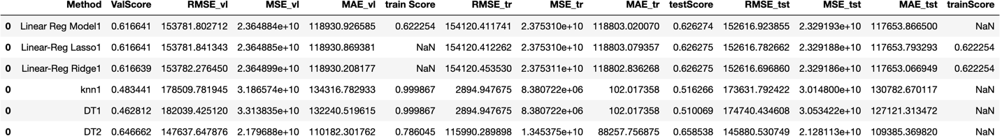 Method ValScore RMSE_vl MSE_vl MAE_vl train Score RMSE_tr MSE_tr MAE_tr testScore RMSE_tst MSE_tst MAE_tst trainScore
0 Linear Reg Model1 0.616641 153781.802712 2.364884e+10 118930.926585 0.622254 154120.411741 2.375310e+10 118803.020070 0.626274 152616.923855 2.329193e+10 117653.866500 NaN
0 Linear-Reg Lasso1 0.616641 153781.841343 2.364885e+10 118930.869381 NaN 154120.412262 2.375310e+10 118803.079357 0.626275 152616.782662 2.329188e+10 117653.793293 0.622254
0 Linear-Reg Ridge1 0.616639 153782.276450 2.364899e+10 118930.208177 NaN 154120.453530 2.375311e+10 118802.836268 0.626275 152616.696860 2.329186e+10 117653.066949 0.622254
0 knn1 0.483441 178509.781945 3.186574e+10 134316.782933 0.999867 2894.947675 8.380722e+06 102.017358 0.516266 173631.792422 3.014800e+10 130782.670117 NaN
0 DT1 0.462812 182039.425120 3.313835e+10 132240.519615 0.999867 2894.947675 8.380722e+06 102.017358 0.510069 174740.434608 3.053422e+10 127121.313472 NaN
0 DT2 0.646662 147637.647876 2.179688e+10 110182.301762 0.786045 115990.289898 1.345375e+10 88257.756875 0.658538 145880.530749 2.128113e+10 109385.369820 NaN